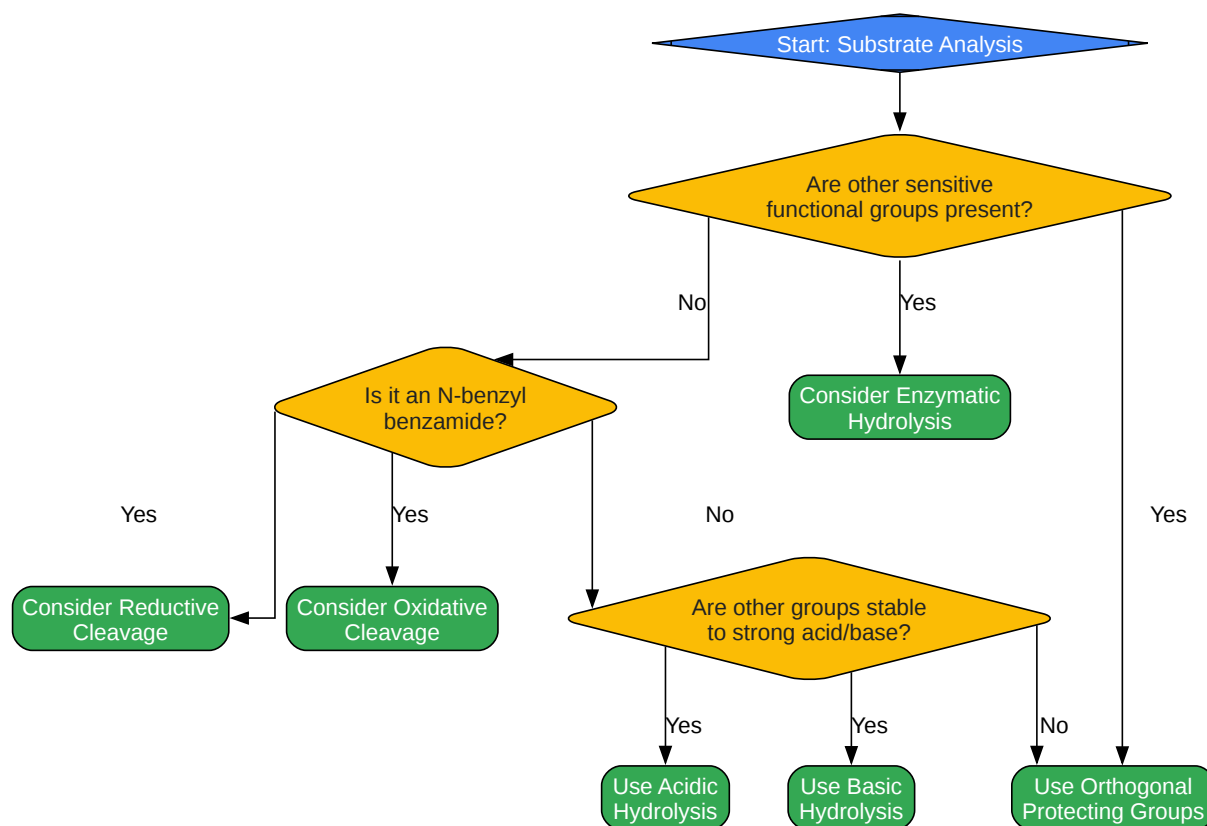 Start: Substrate Analysis
Are other sensitive
functional groups present?
No
Yes
Is it an N-benzyl
benzamide?
Consider Enzymatic
Hydrolysis
Yes
Yes
No
Yes
Consider Reductive
Cleavage
Consider Oxidative
Cleavage
Are other groups stable
to strong acid/base?
Yes
Yes
No
Use Acidic
Hydrolysis
Use Basic
Hydrolysis
Use Orthogonal
Protecting Groups